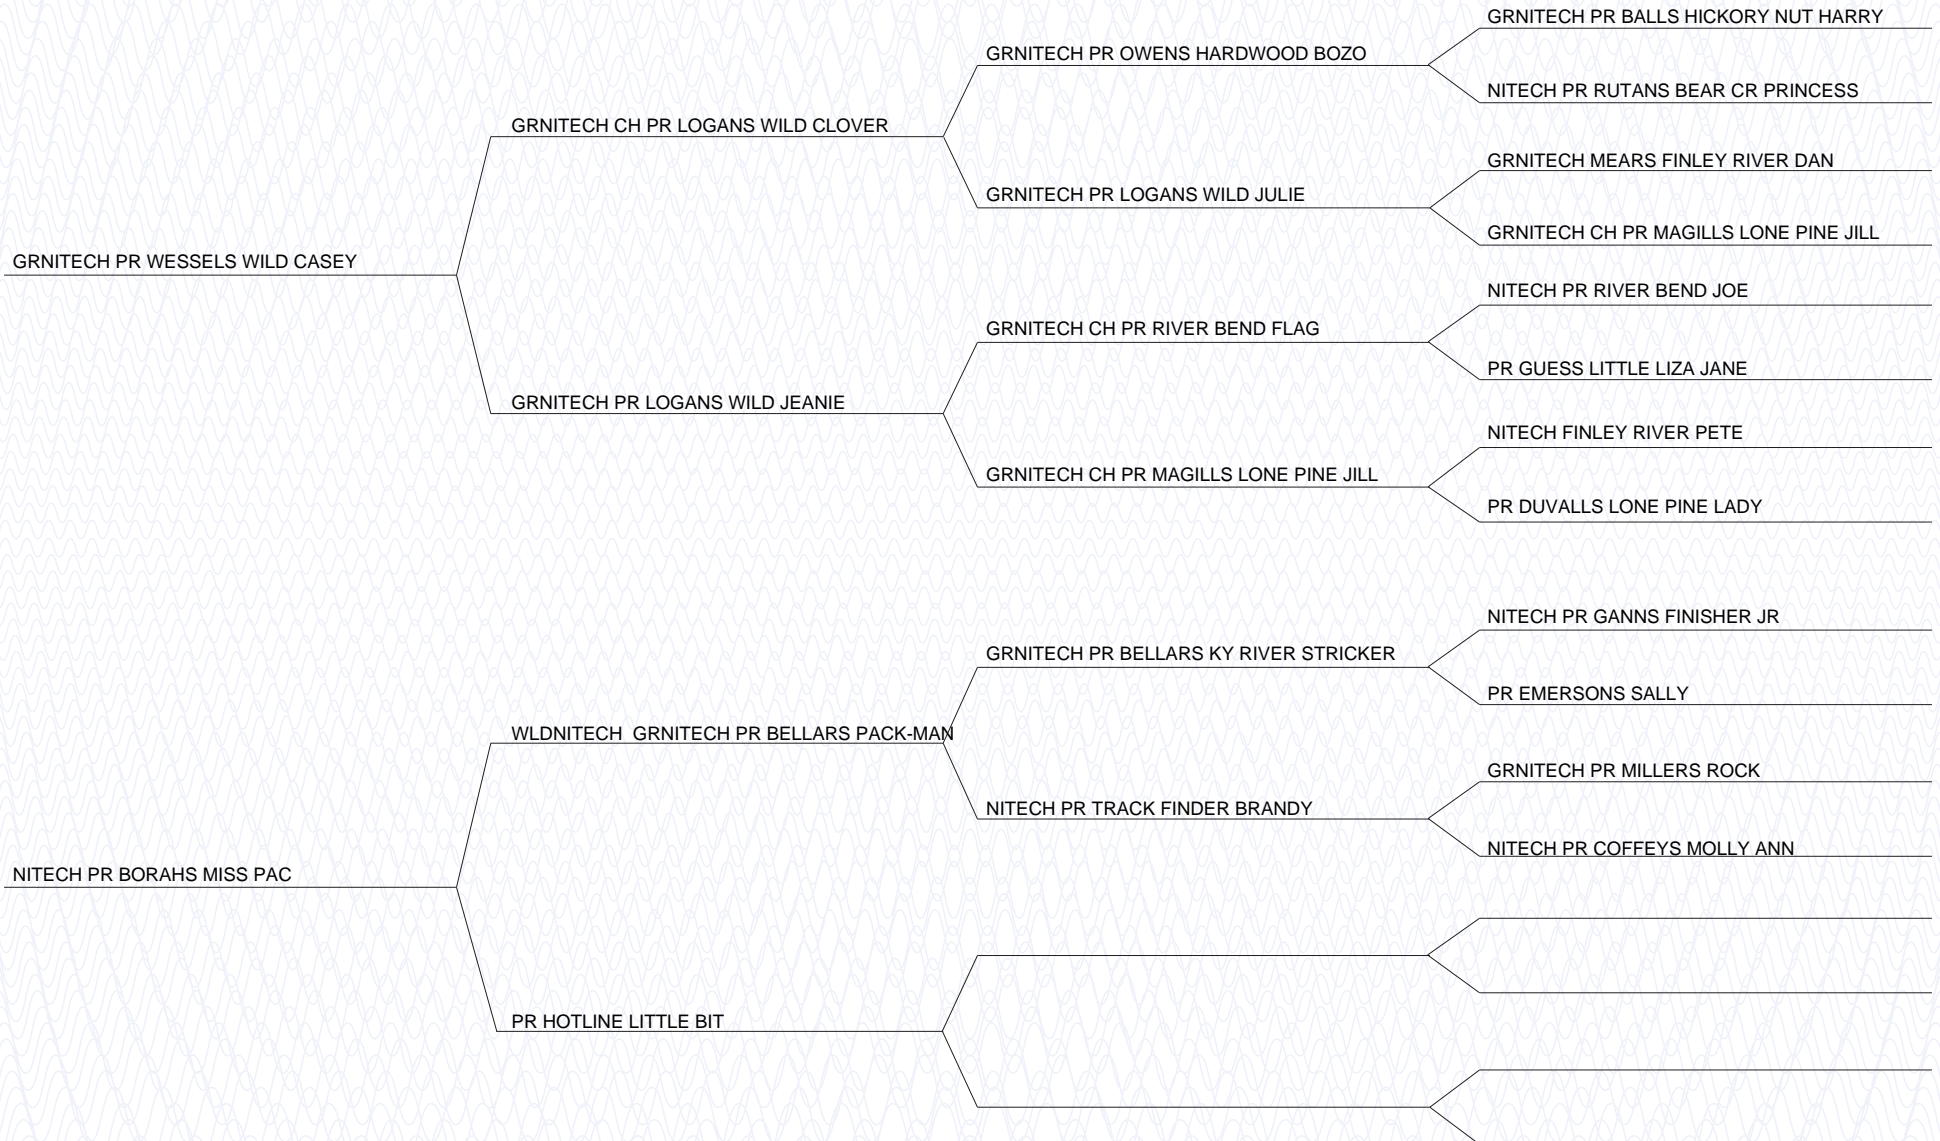 GRNITECH PR BALLS HICKORY NUT HARRY
GRNITECH PR OWENS HARDWOOD BOZO
NITECH PR RUTANS BEAR CR PRINCESS
GRNITECH CH PR LOGANS WILD CLOVER
GRNITECH MEARS FINLEY RIVER DAN
GRNITECH PR LOGANS WILD JULIE
GRNITECH CH PR MAGILLS LONE PINE JILL
GRNITECH PR WESSELS WILD CASEY
NITECH PR RIVER BEND JOE
GRNITECH CH PR RIVER BEND FLAG
PR GUESS LITTLE LIZA JANE
GRNITECH PR LOGANS WILD JEANIE
NITECH FINLEY RIVER PETE
GRNITECH CH PR MAGILLS LONE PINE JILL
PR DUVALLS LONE PINE LADY
NITECH PR GANNS FINISHER JR
GRNITECH PR BELLARS KY RIVER STRICKER
PR EMERSONS SALLY
WLDNITECH  GRNITECH PR BELLARS PACK-MAN
GRNITECH PR MILLERS ROCK
NITECH PR TRACK FINDER BRANDY
NITECH PR COFFEYS MOLLY ANN
NITECH PR BORAHS MISS PAC
PR HOTLINE LITTLE BIT